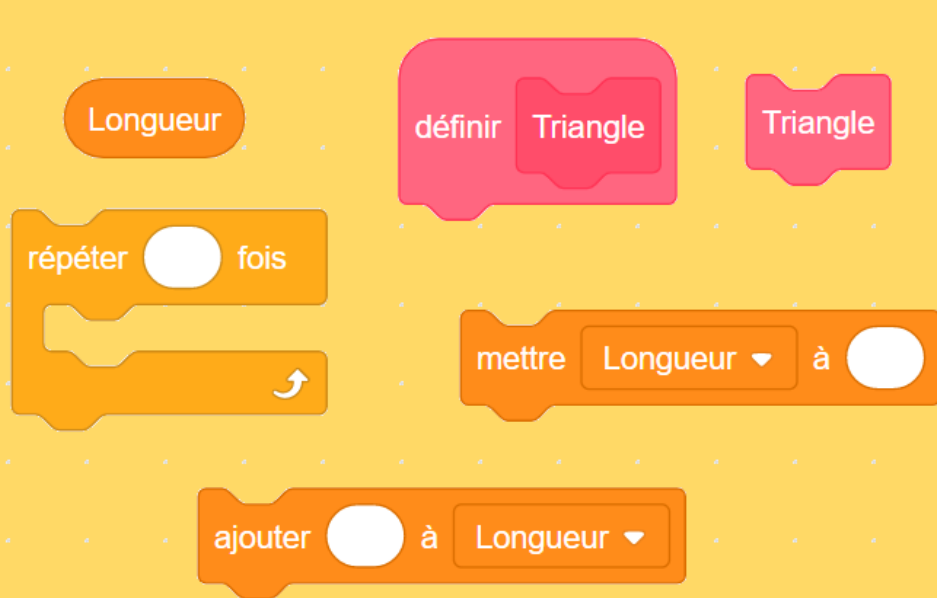 Longueur
définir Triangle
Triangle
répéter fois
mettre Longueur à
ajouter à Longueur